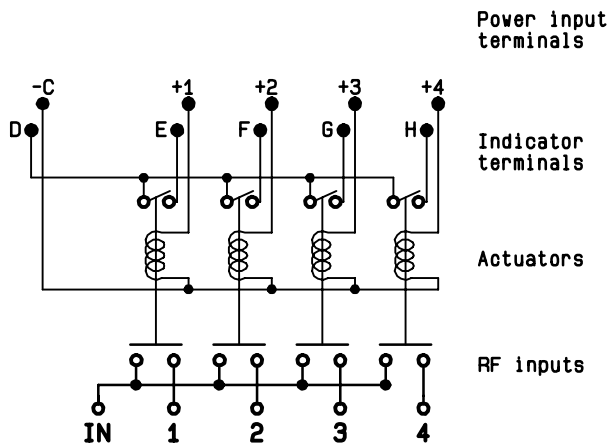 Power input
terminals
-C +1 +2 +3 +4
D E F G H
Indicator
terminals
Actuators
RF inputs
IN 1 2 3 4